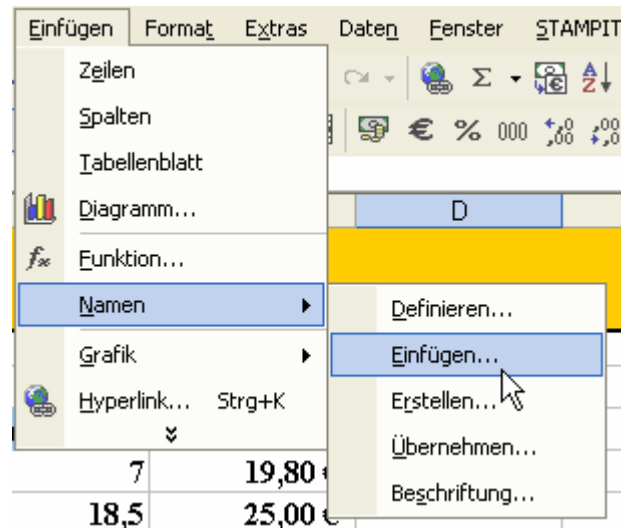 Einfügen Format Extras Daten Fenster STAMPIT
Zeilen
Spalten
Σ € A Z
Tabellenblatt
€ % 000 ,00
Diagramm...
D
Funktion...
Namen
Definieren...
Einfügen...
Grafik
Erstellen...
Hyperlink... Strg+K
Übernehmen...
Beschriftung...
7 19,80
18,5 25,00 €